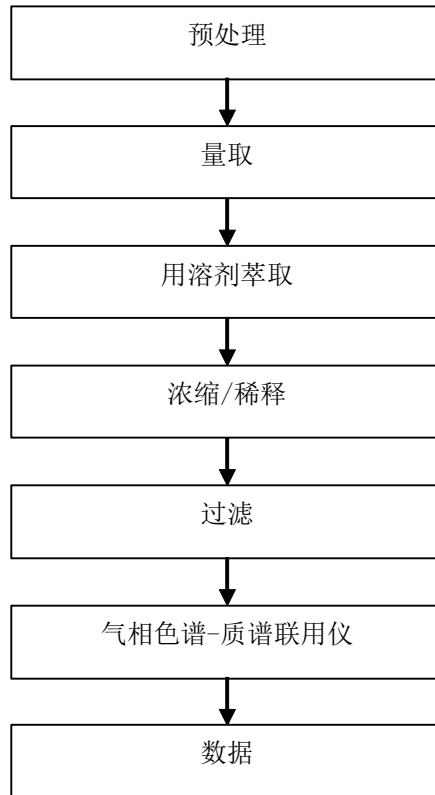 预处理
量取
用溶剂萃取
浓缩/稀释
过滤
气相色谱-质谱联用仪
数据